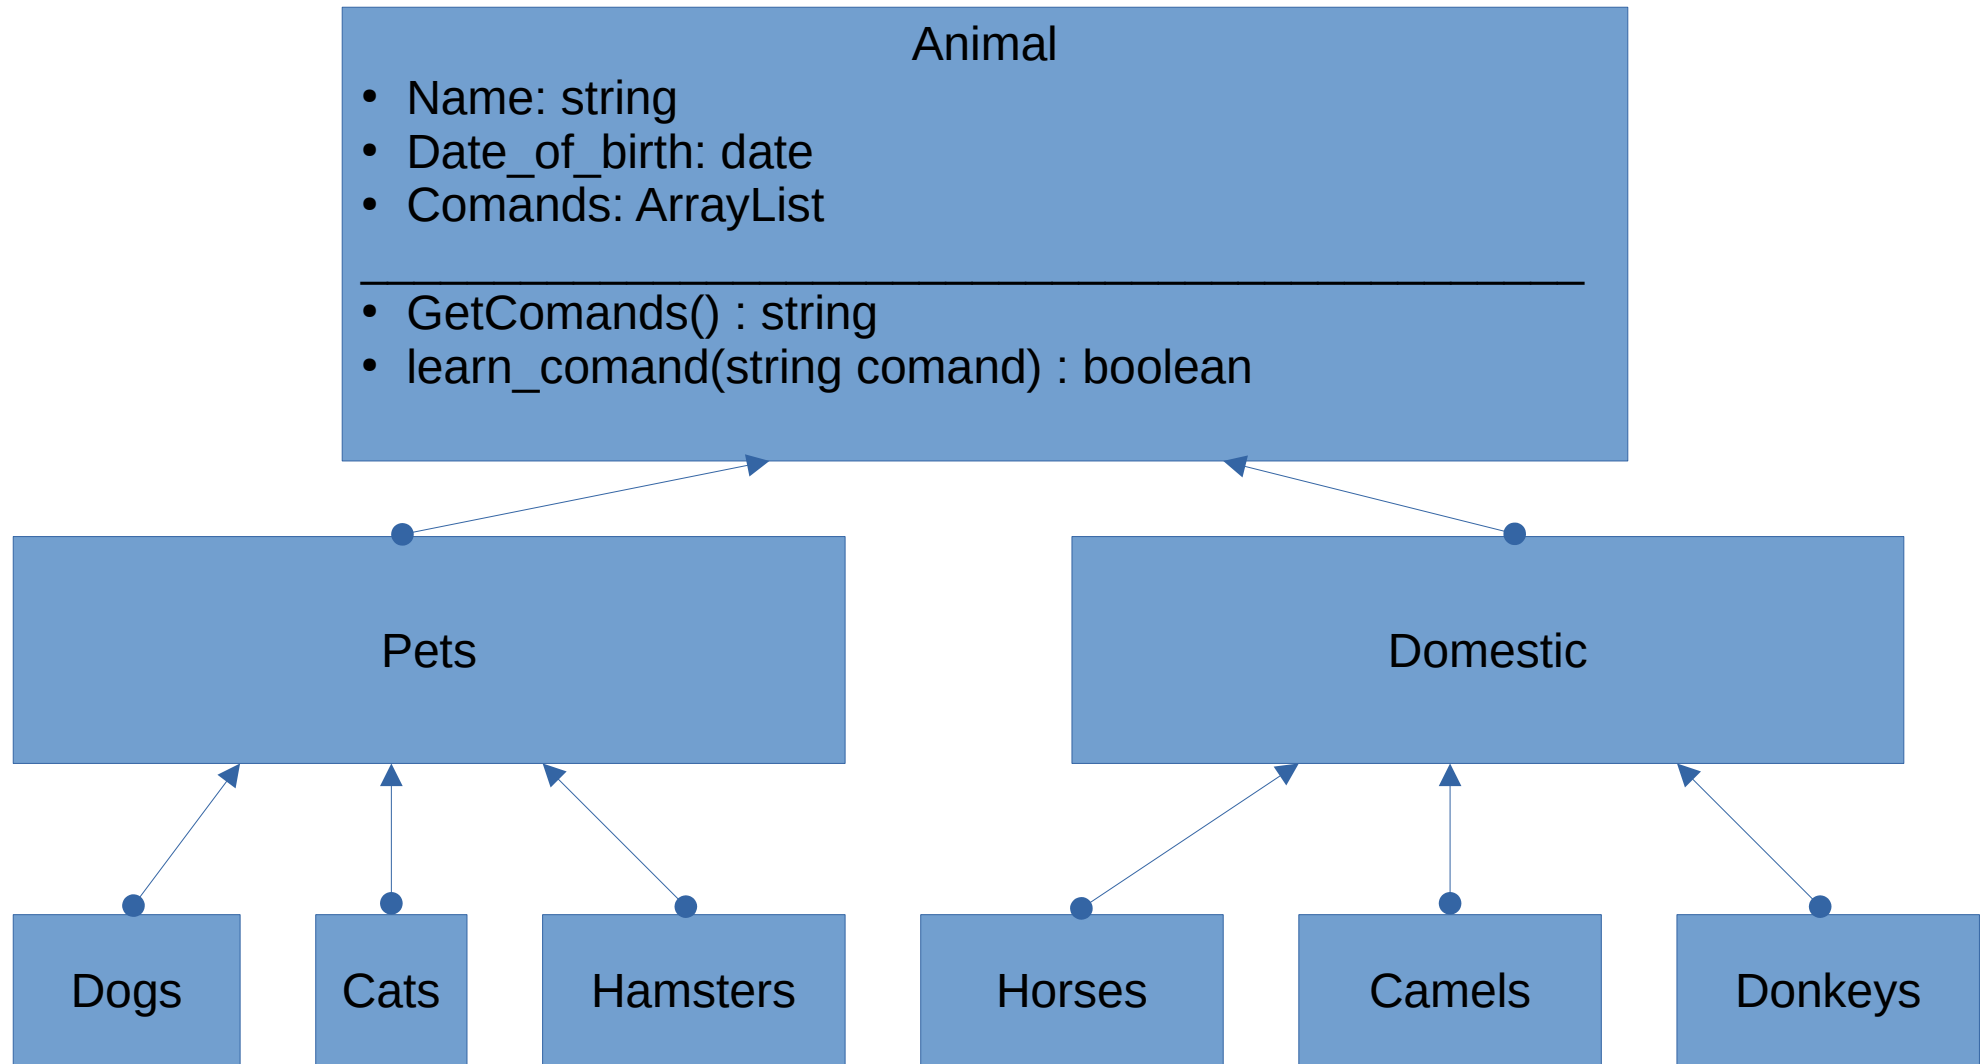 Animal
• Name: string
• Date_of_birth: date
• Comands: ArrayList
• GetComands() : string
• learn_comand(string comand) : boolean
Pets
Domestic
Dogs
Cats
Hamsters
Horses
Camels
Donkeys